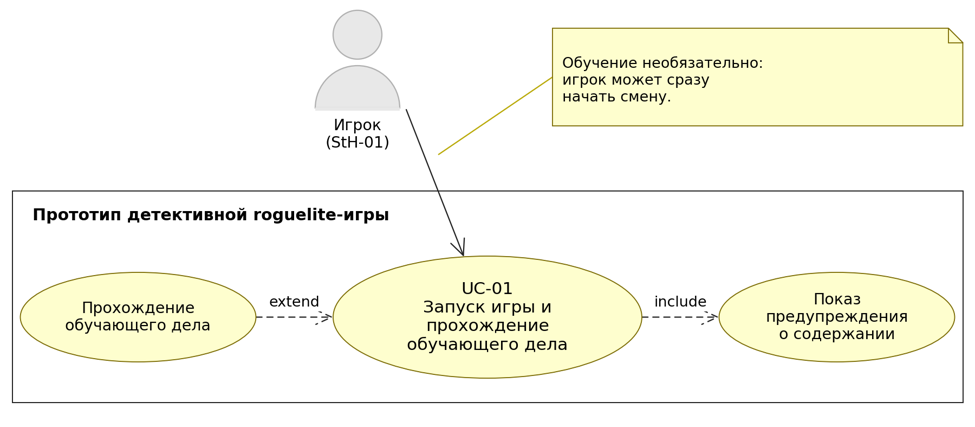 Обучение необязательно:
игрок может сразу
начать смену.
Игрок
(StH-01)
Прототип детективной roguelite-игры
Прохождение
обучающего дела
extend
UC-01
Запуск игры и
прохождение
обучающего дела
include
Показ
предупреждения
о содержании